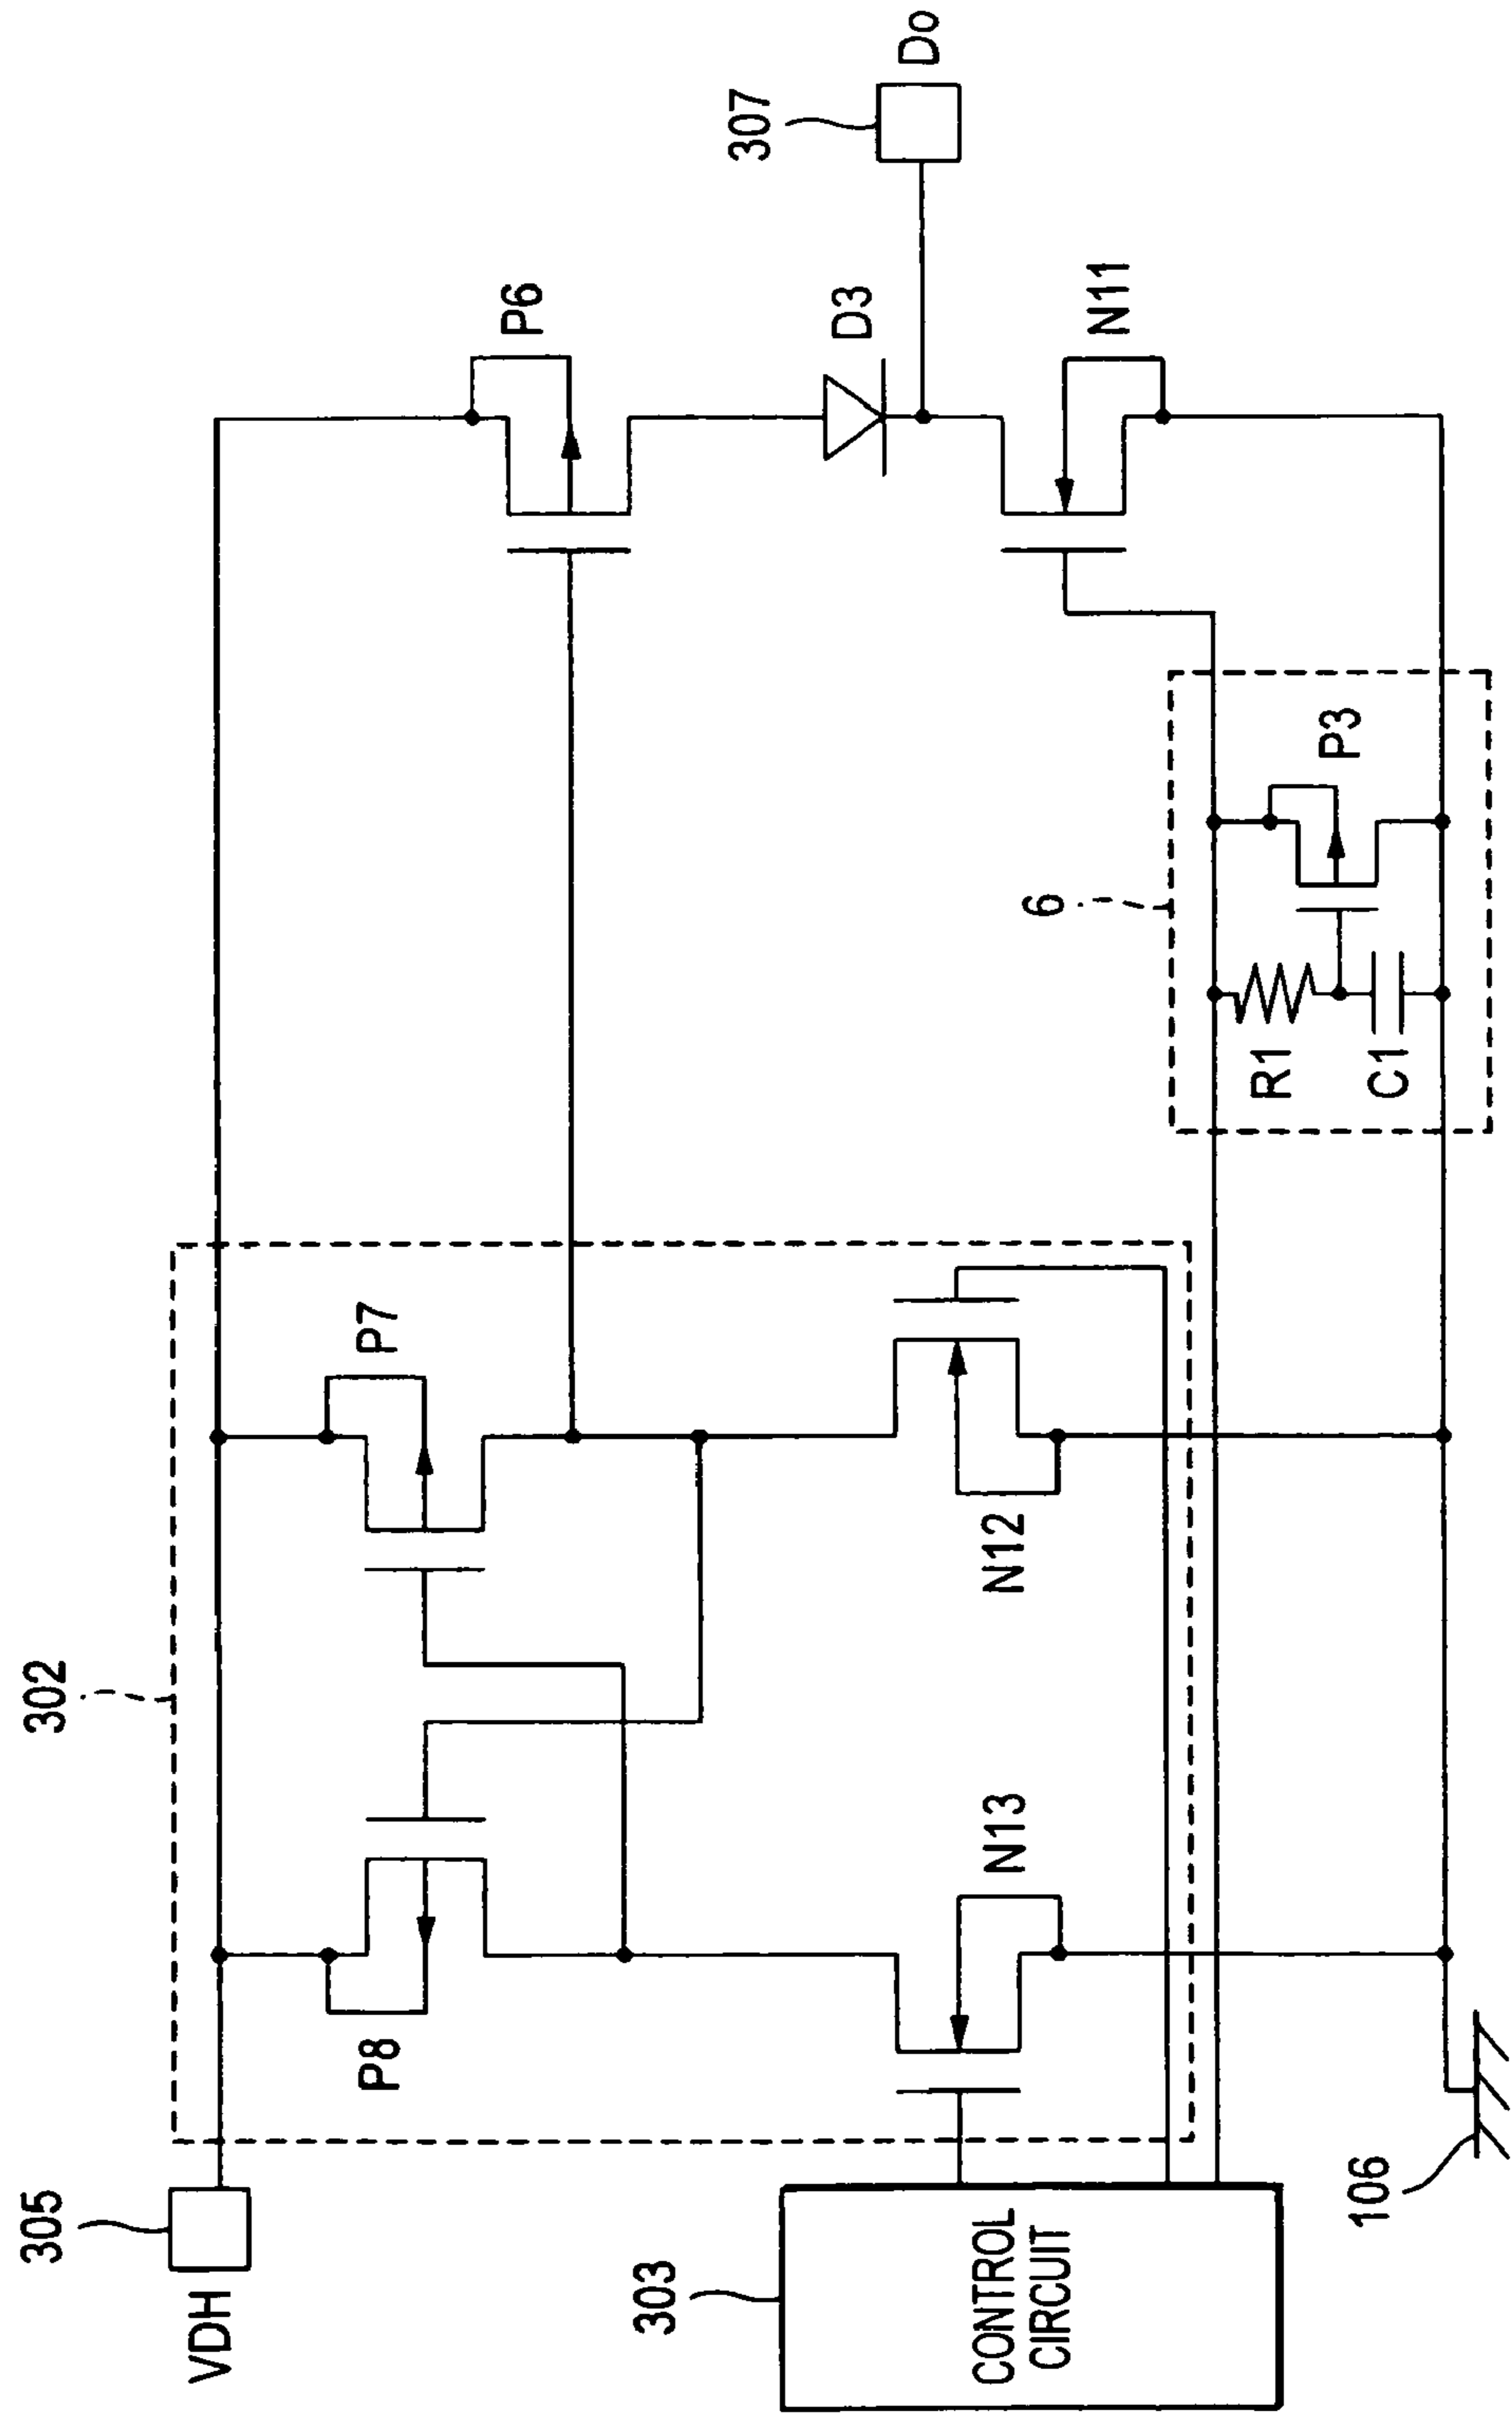 302
305
VDH
P8
P7
P6
307
Do
D3
303
CONTROL
CIRCUIT
N13
N12
N11
6
R1
C1
P3
106